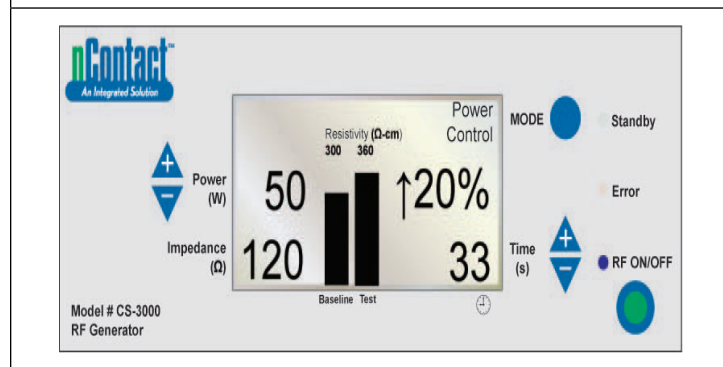 nContact™
An Integrated Solution
Power
Control
MODE
Standby
Resistivity (Ω-cm)
300 360
Power
(W)
50
↑20%
Error
Impedance
(Ω)
120
33
Time
(s)
RF ON/OFF
Baseline Test
Model # CS-3000
RF Generator